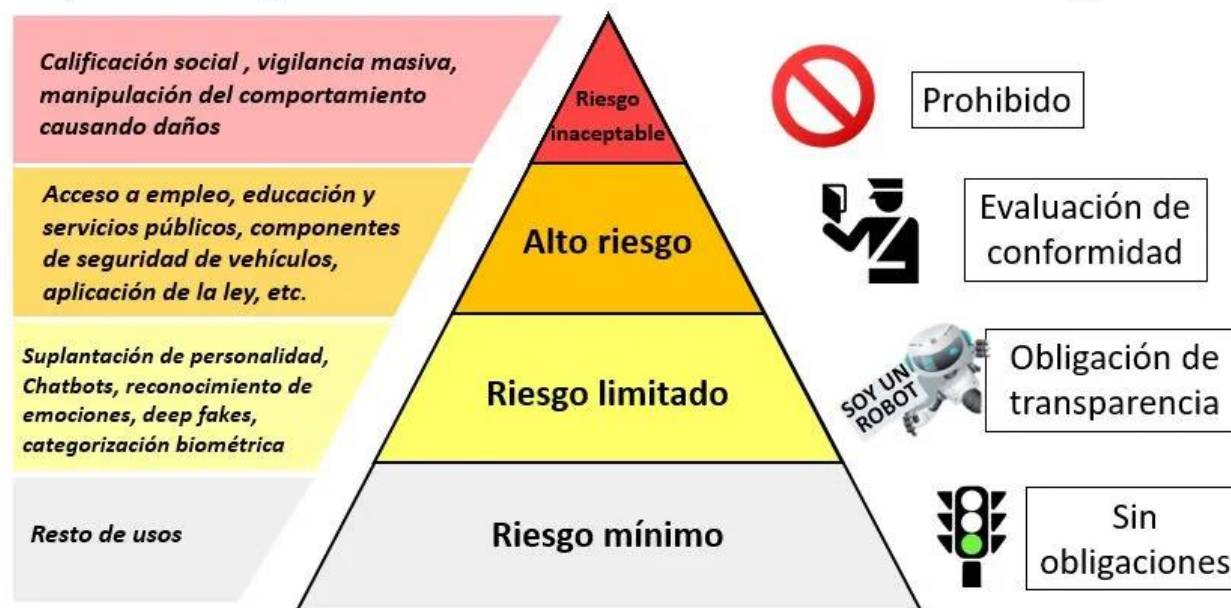 Calificación social , vigilancia masiva,
manipulación del comportamiento
causando daños
Riesgo
inaceptable
Prohibido
Acceso a empleo, educación y
servicios públicos, componentes
de seguridad de vehículos,
aplicación de la ley, etc.
Alto riesgo
Evaluación de
conformidad
Suplantación de personalidad,
Chatbots, reconocimiento de
emociones, deep fakes,
categorización biométrica
Riesgo limitado
SOY UN
ROBOT
Obligación de
transparencia
Resto de usos
Riesgo mínimo
Sin
obligaciones